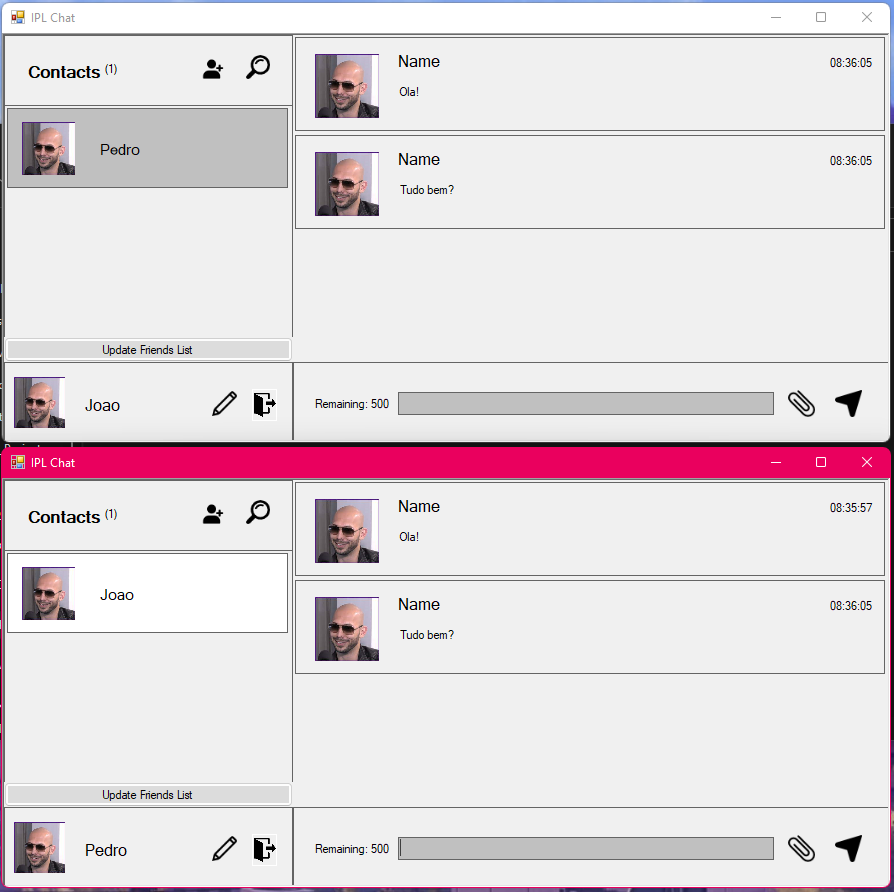 IPL Chat
Contacts (1)
Pedro
Update Friends List
Joao
Name 08:36:05
Ola!
Name 08:36:05
Tudo bem?
Remaining: 500
IPL Chat
Contacts (1)
Joao
Update Friends List
Pedro
Name 08:35:57
Ola!
Name 08:36:05
Tudo bem?
Remaining: 500